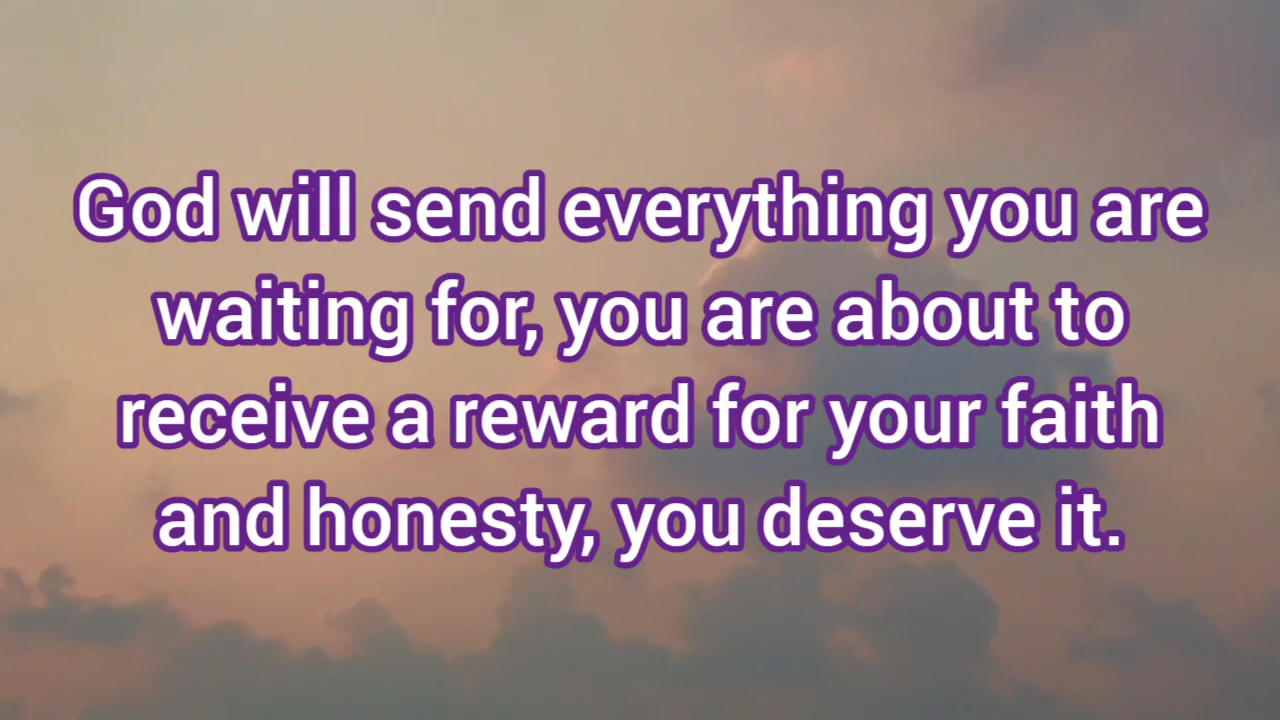 God will send everything you are
waiting for, you are about to
receive a reward for your faith
and honesty, you deserve it.